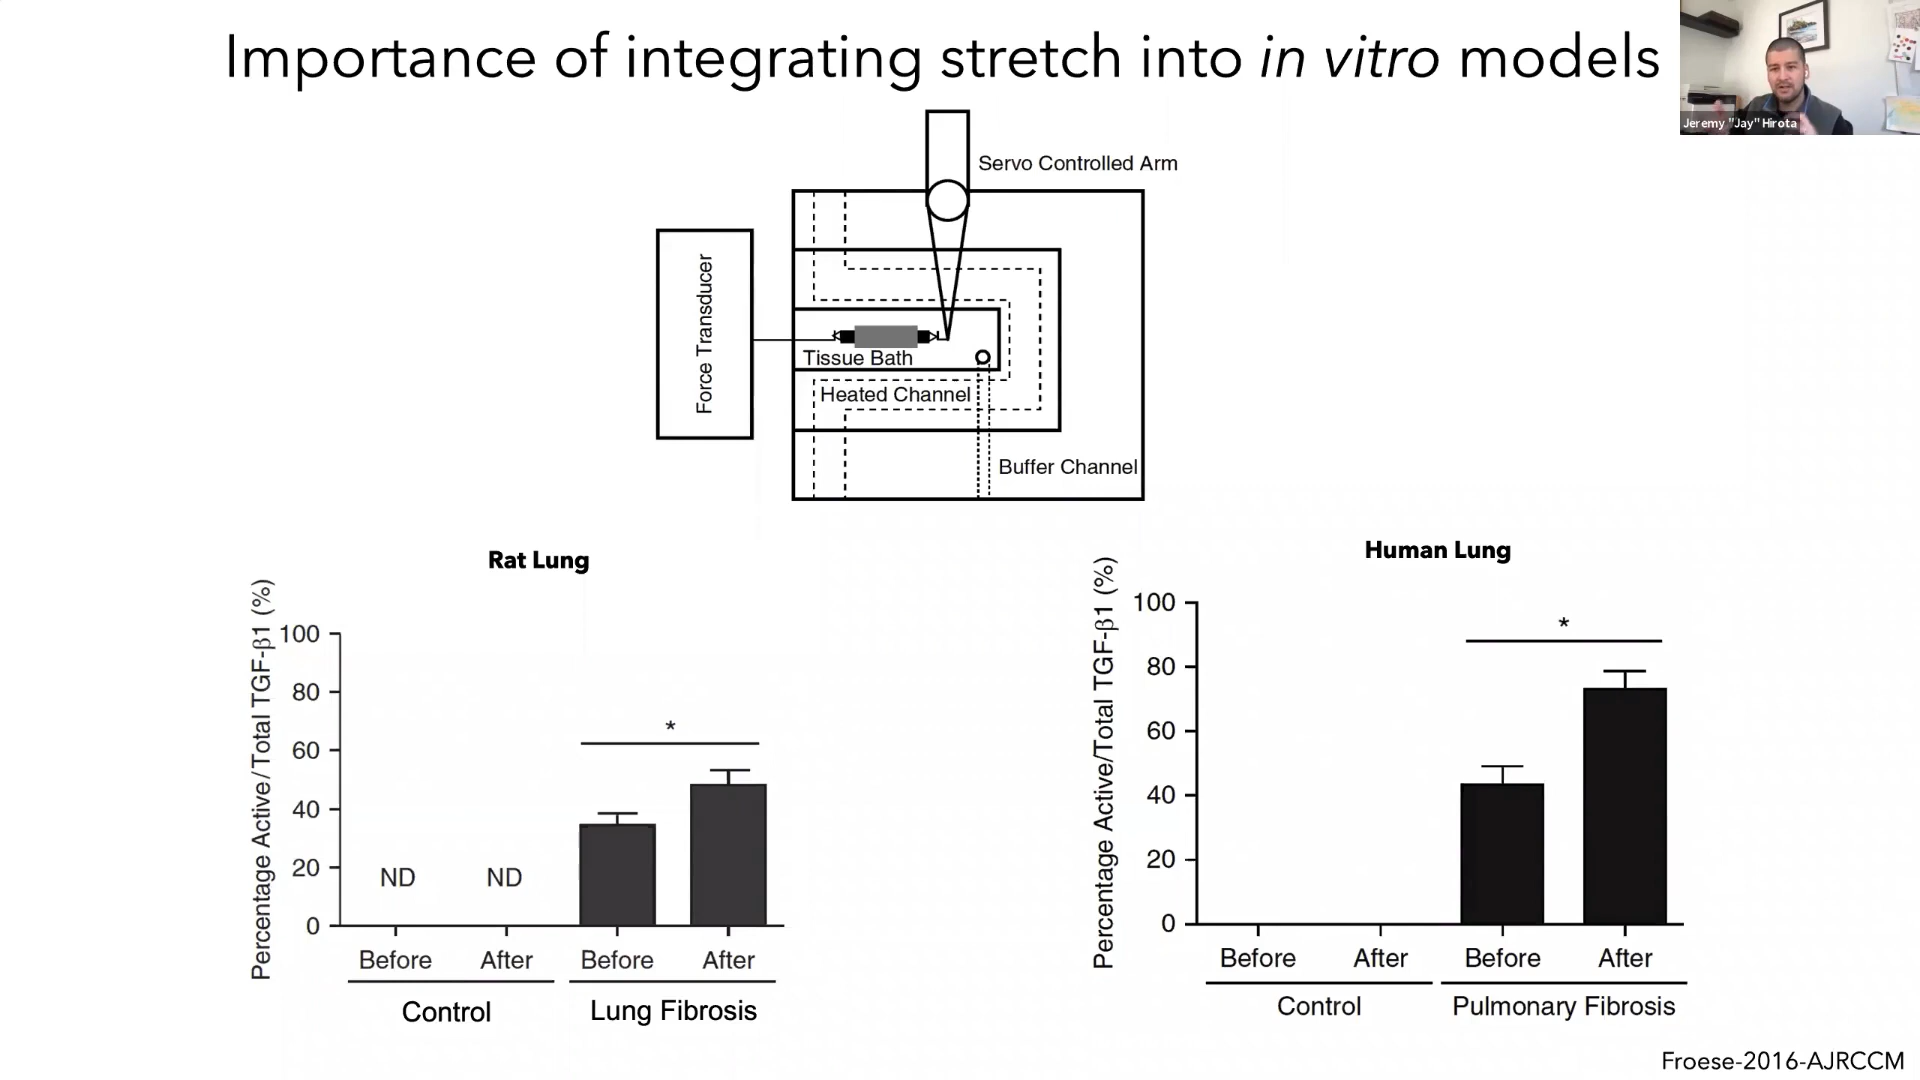 Importance of integrating stretch into in vitro models
Jeremy "Jay" Hirota
Servo Controlled Arm
Force Transducer
Tissue Bath
Heated Channel
Buffer Channel
Rat Lung
Percentage Active/Total TGF-β1 (%)
100
80
60
40
20
0
*
ND ND
Before After Before After
Control Lung Fibrosis
Human Lung
Percentage Active/Total TGF-β1 (%)
100
80
60
40
20
0
*
Before After Before After
Control Pulmonary Fibrosis
Froese-2016-AJRCCM